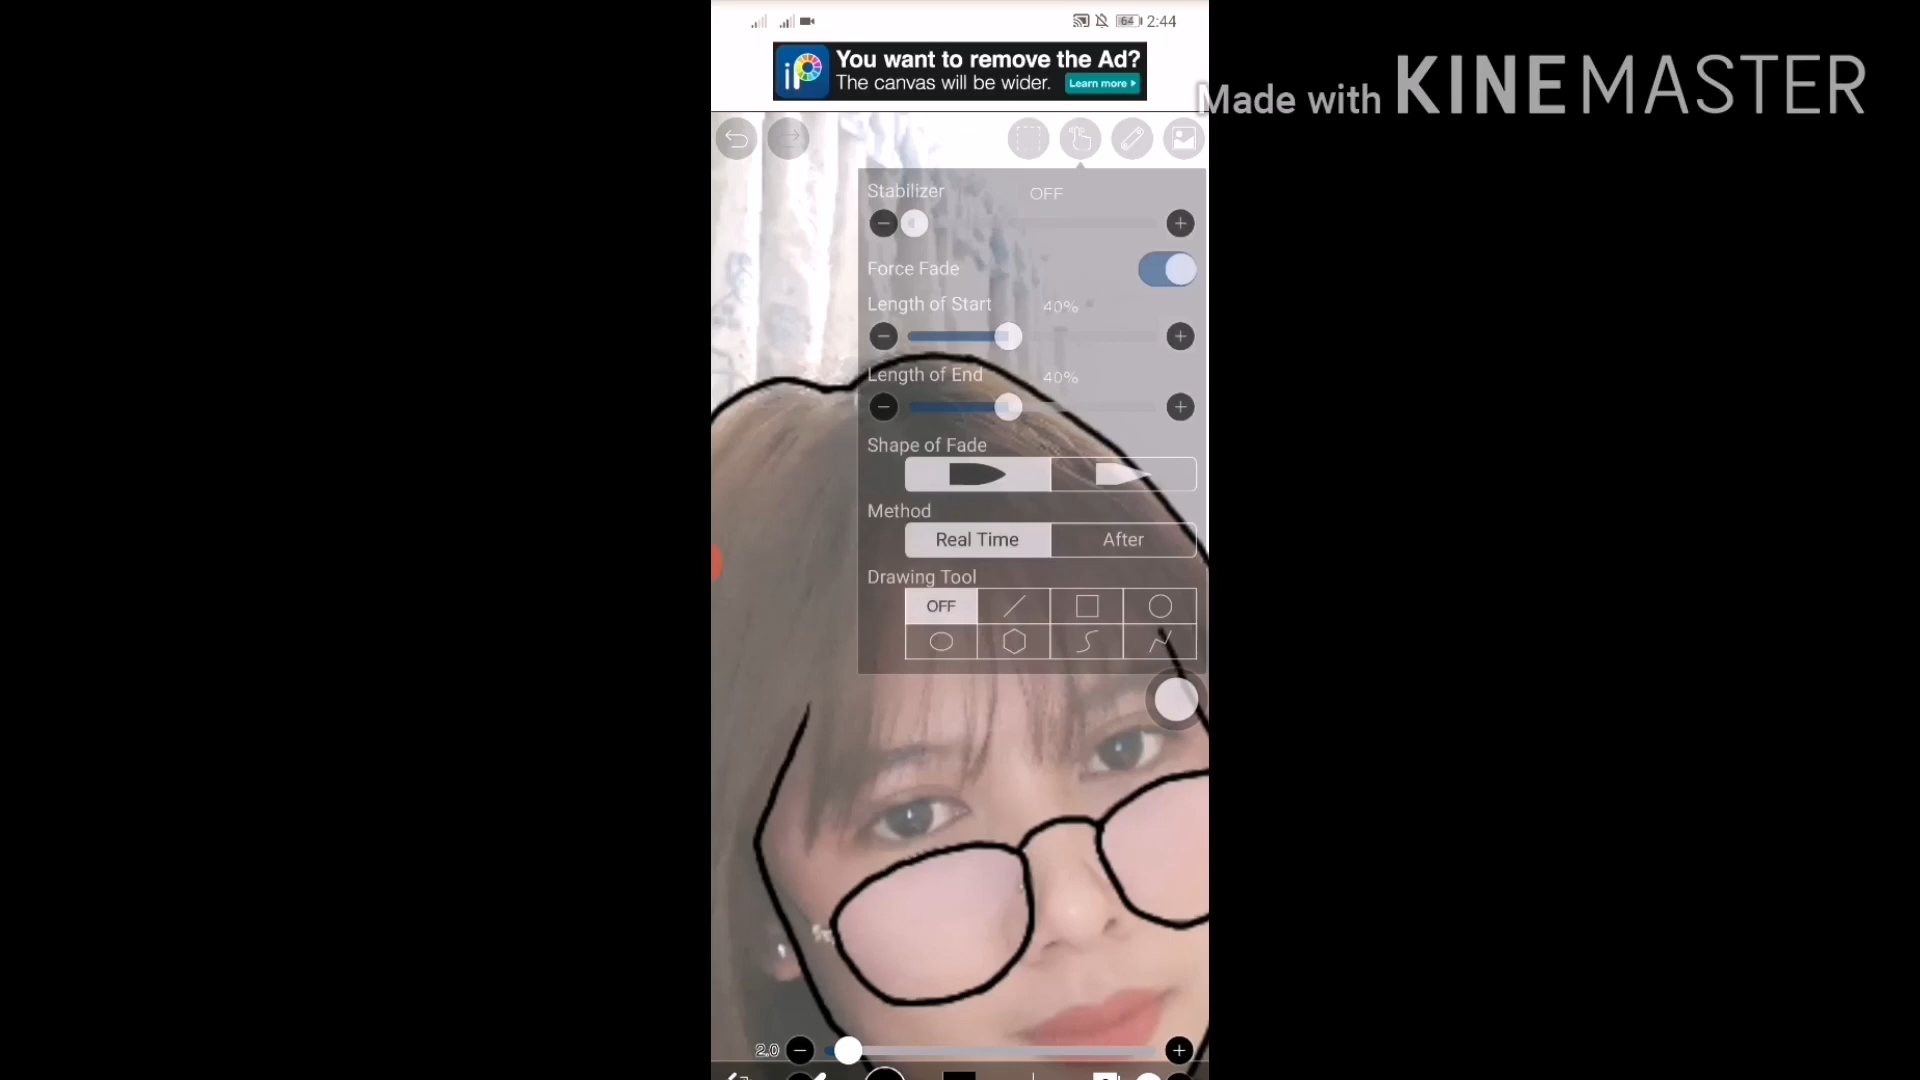 64 2:44
You want to remove the Ad?
The canvas will be wider.
Learn more
Made with KINEMASTER
Stabilizer OFF
Force Fade
Length of Start 40%
Length of End 40%
Shape of Fade
Method
Real Time After
Drawing Tool
OFF
2.0